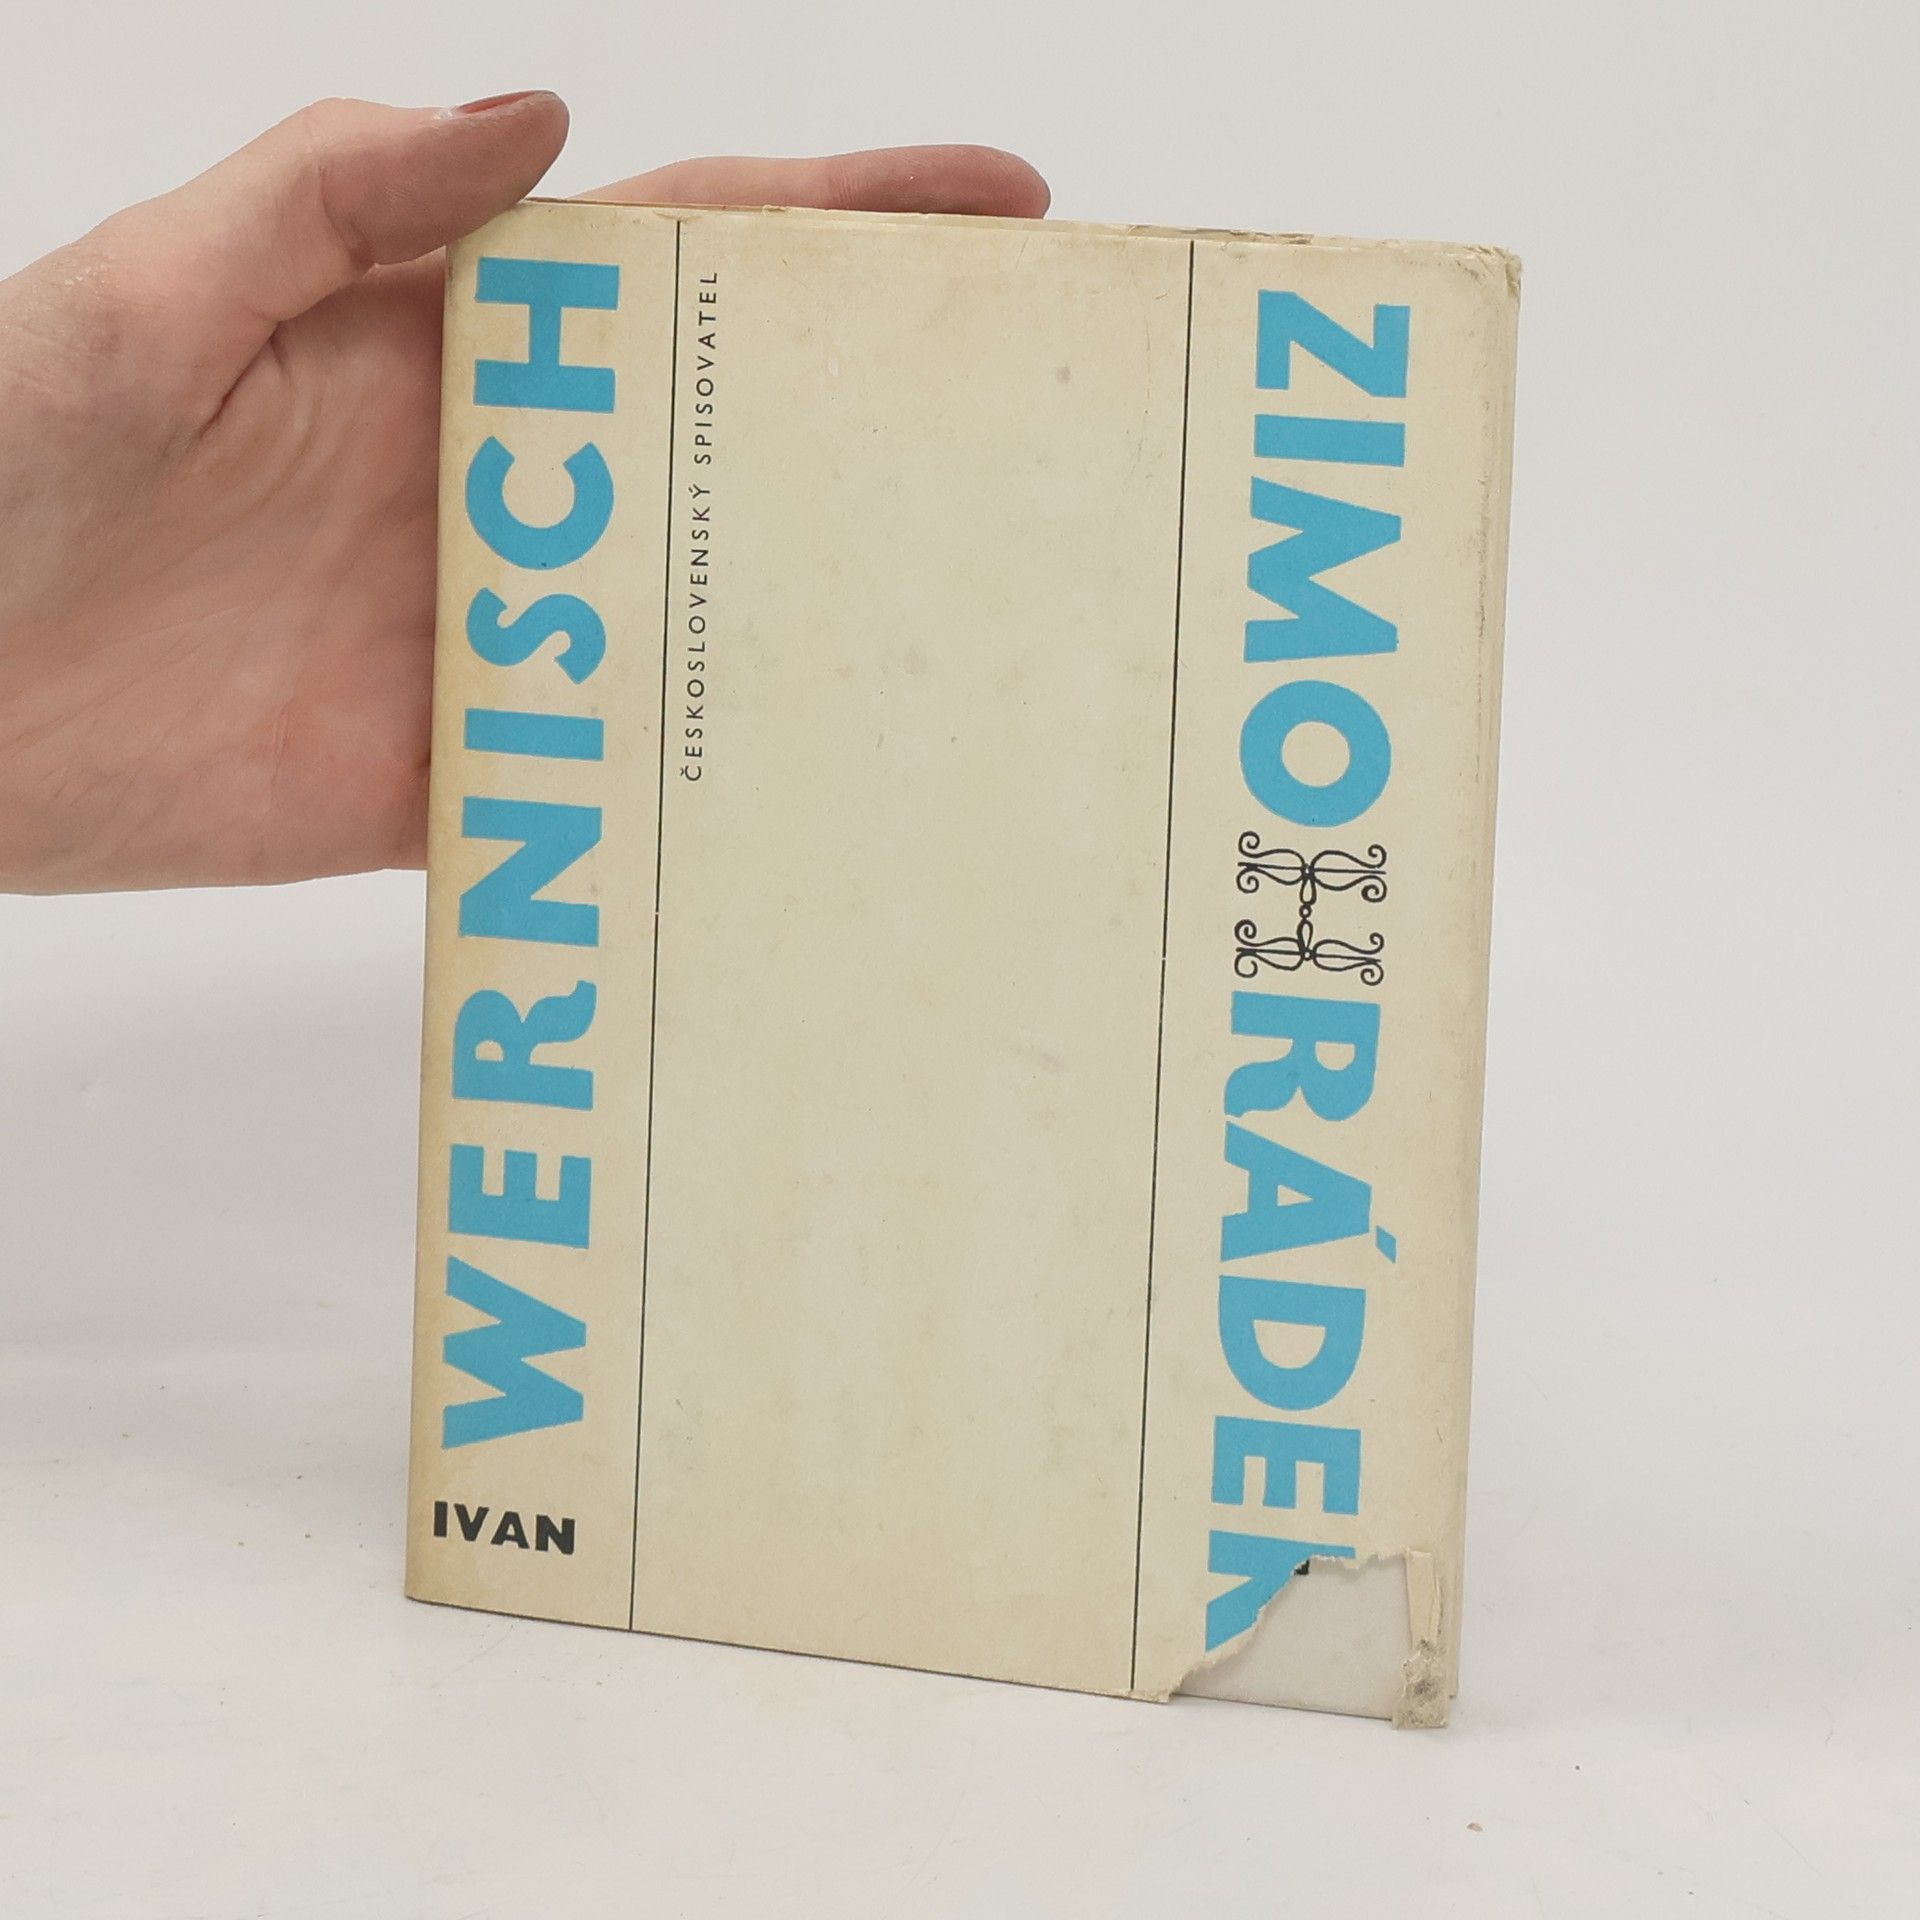 IVAN
WERNISCH
ČESKOSLOVENSKÝ SPISOVATEL
ZIMOHRÁDEK